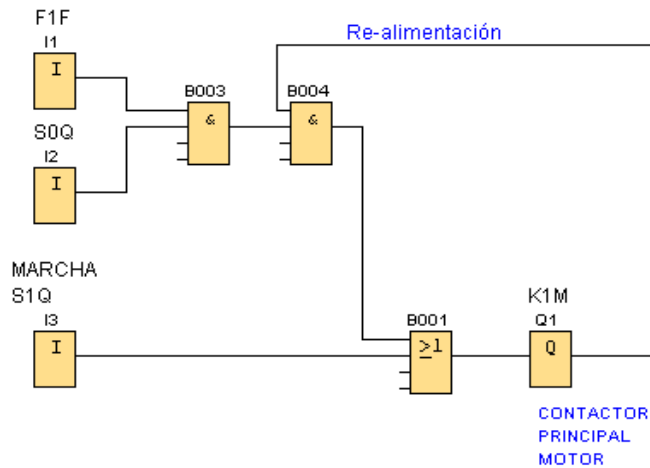 F1F
I1
I
Re-alimentación
B003
&
B004
&
S0Q
I2
I
MARCHA
S1Q
I3
I
B001
>1
K1M
Q1
Q
CONTACTOR
PRINCIPAL
MOTOR